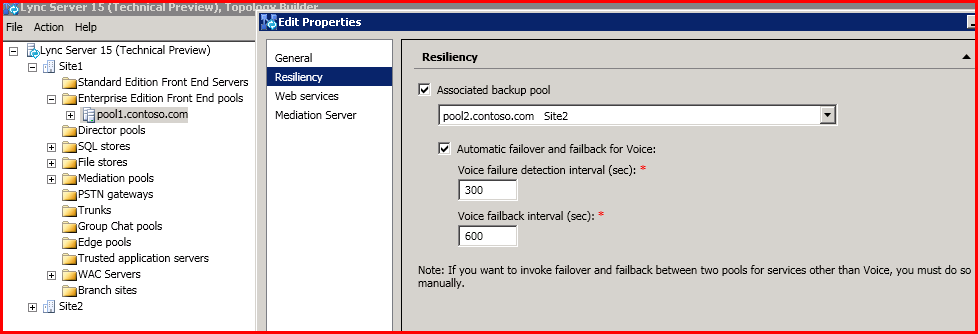 Lync Server 15 (Technical Preview), Topology Builder
File Action Help
Lync Server 15 (Technical Preview)
Site1
Standard Edition Front End Servers
Enterprise Edition Front End pools
pool1.contoso.com
Director pools
SQL stores
File stores
Mediation pools
PSTN gateways
Trunks
Group Chat pools
Edge pools
Trusted application servers
WAC Servers
Branch sites
Site2
Edit Properties
General
Resiliency
Web services
Mediation Server
Resiliency
Associated backup pool
pool2.contoso.com Site2
Automatic failover and failback for Voice:
Voice failure detection interval (sec): *
300
Voice failback interval (sec): *
600
Note: If you want to invoke failover and failback between two pools for services other than Voice, you must do so
manually.